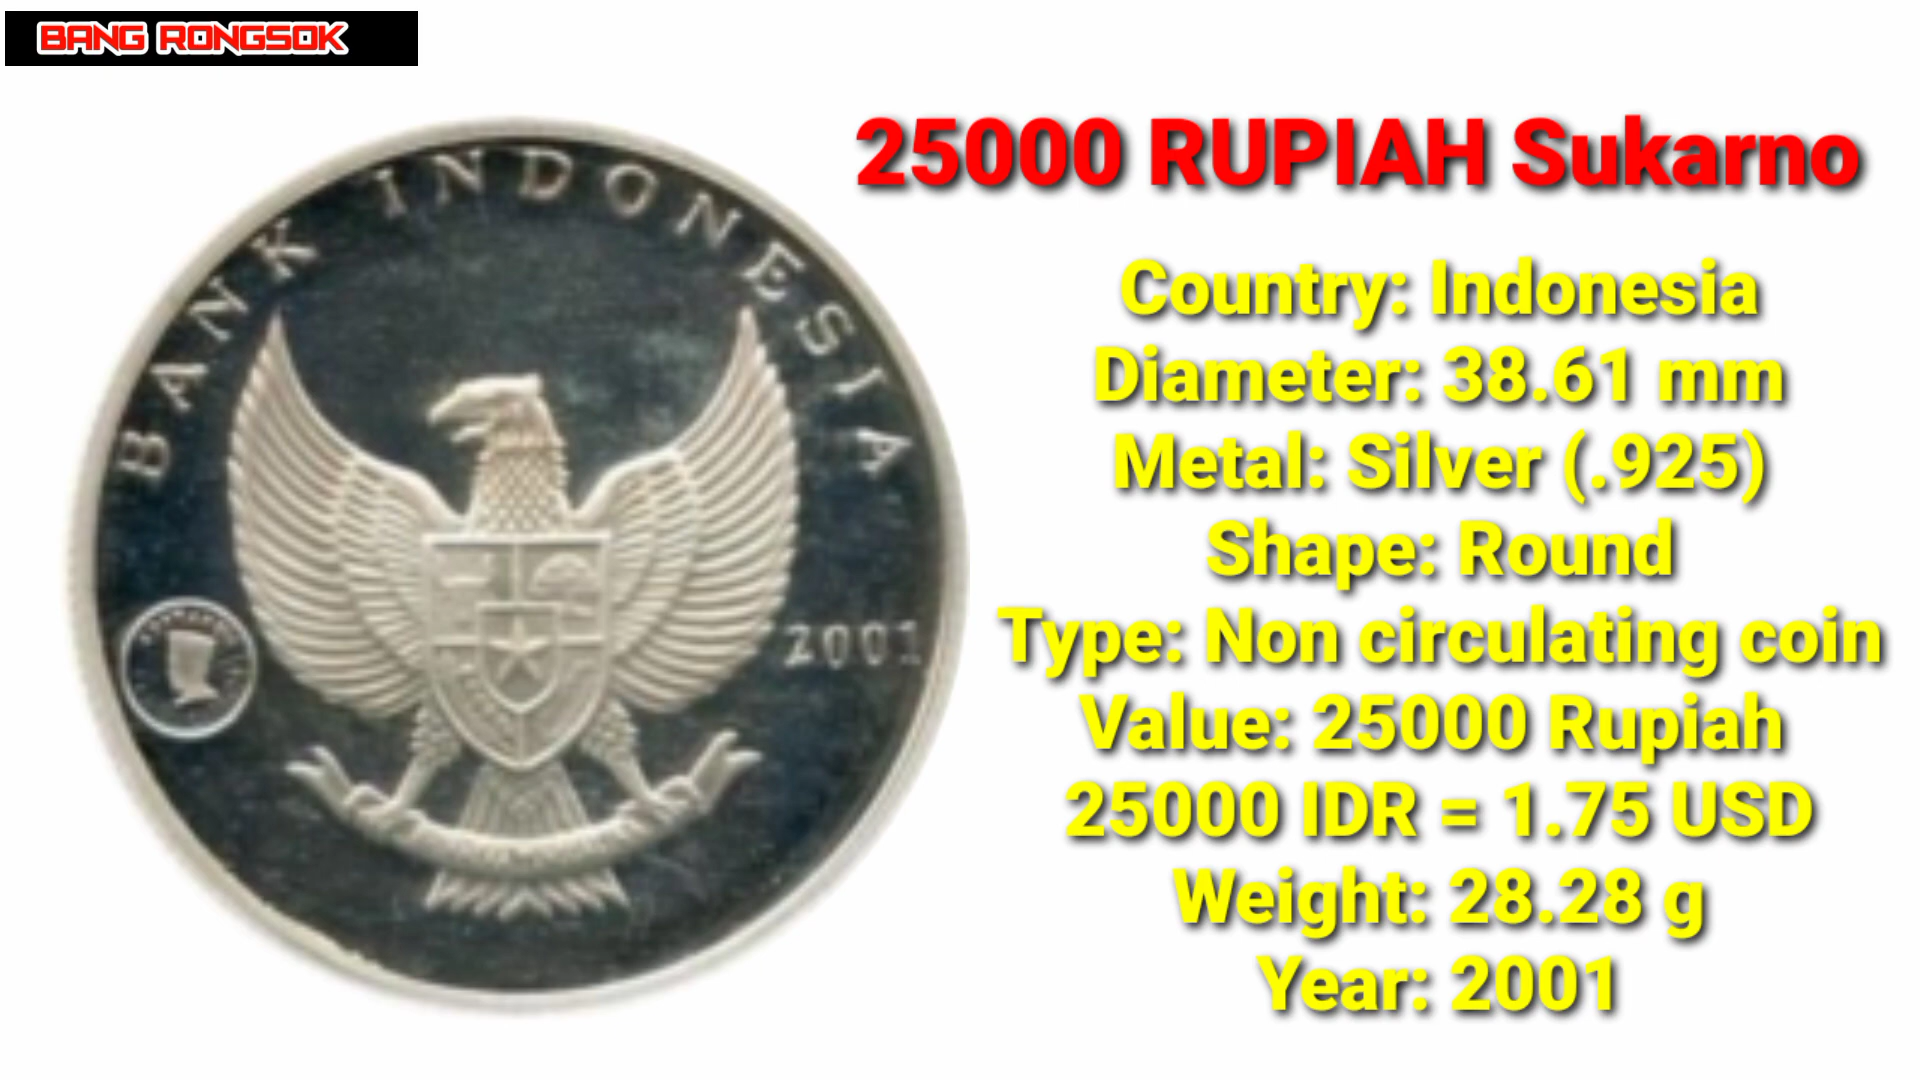 BANG RONGSOK
25000 RUPIAH Sukarno
BANK INDONESIA
2001
Country: Indonesia
Diameter: 38.61 mm
Metal: Silver (.925)
Shape: Round
Type: Non circulating coin
Value: 25000 Rupiah
25000 IDR = 1.75 USD
Weight: 28.28 g
Year: 2001